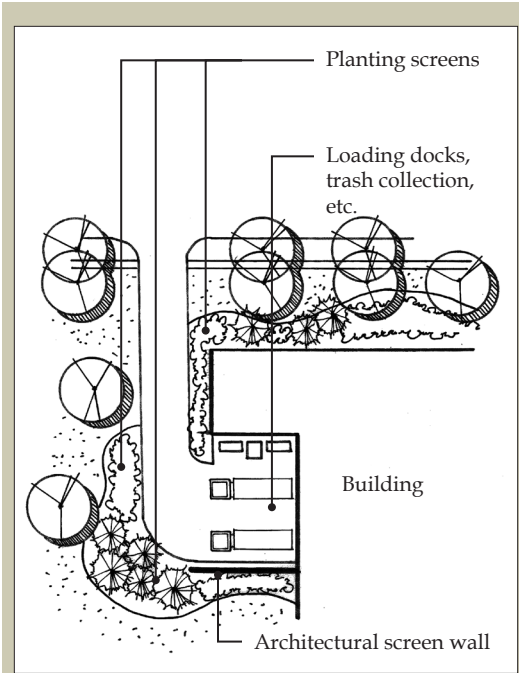 Planting screens
Loading docks,
trash collection,
etc.
Building
Architectural screen wall